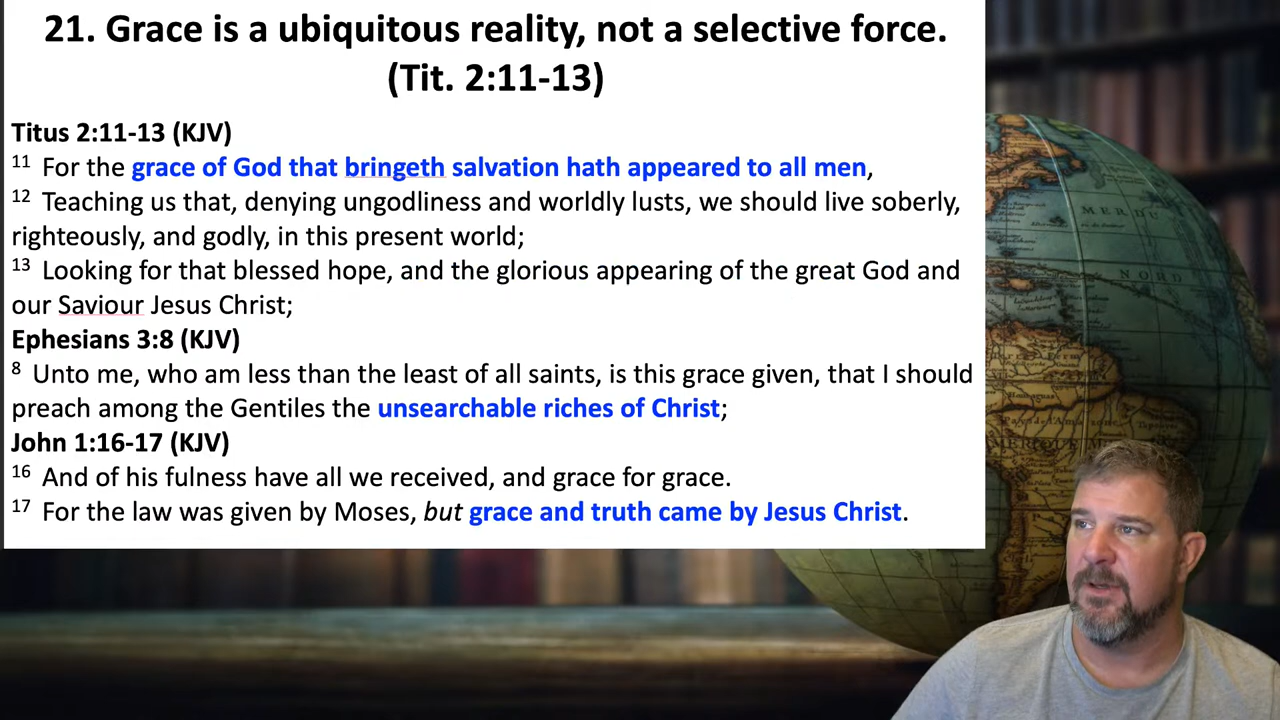 21. Grace is a ubiquitous reality, not a selective force.
(Tit. 2:11-13)
Titus 2:11-13 (KJV)
11 For the grace of God that bringeth salvation hath appeared to all men,
12 Teaching us that, denying ungodliness and worldly lusts, we should live soberly,
righteously, and godly, in this present world;
13 Looking for that blessed hope, and the glorious appearing of the great God and
our Saviour Jesus Christ;
Ephesians 3:8 (KJV)
8 Unto me, who am less than the least of all saints, is this grace given, that I should
preach among the Gentiles the unsearchable riches of Christ;
John 1:16-17 (KJV)
16 And of his fulness have all we received, and grace for grace.
17 For the law was given by Moses, but grace and truth came by Jesus Christ.
MER DU
NORD